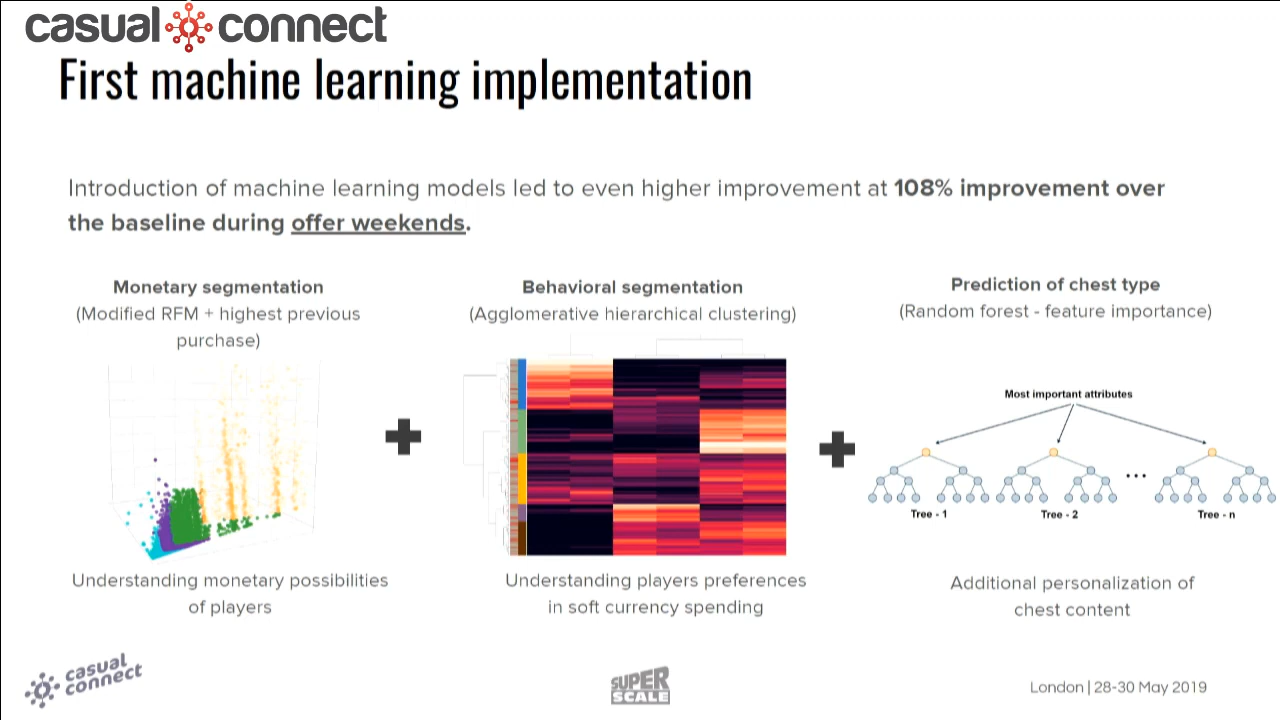 casual connect
First machine learning implementation
Introduction of machine learning models led to even higher improvement at 108% improvement over
the baseline during offer weekends.
Monetary segmentation
(Modified RFM + highest previous
purchase)
Behavioral segmentation
(Agglomerative hierarchical clustering)
Prediction of chest type
(Random forest - feature importance)
Most important attributes
...
Tree - 1
Tree - 2
Tree - n
Understanding monetary possibilities
of players
Understanding players preferences
in soft currency spending
Additional personalization of
chest content
casual
connect
SUPER
SCALE
London | 28-30 May 2019